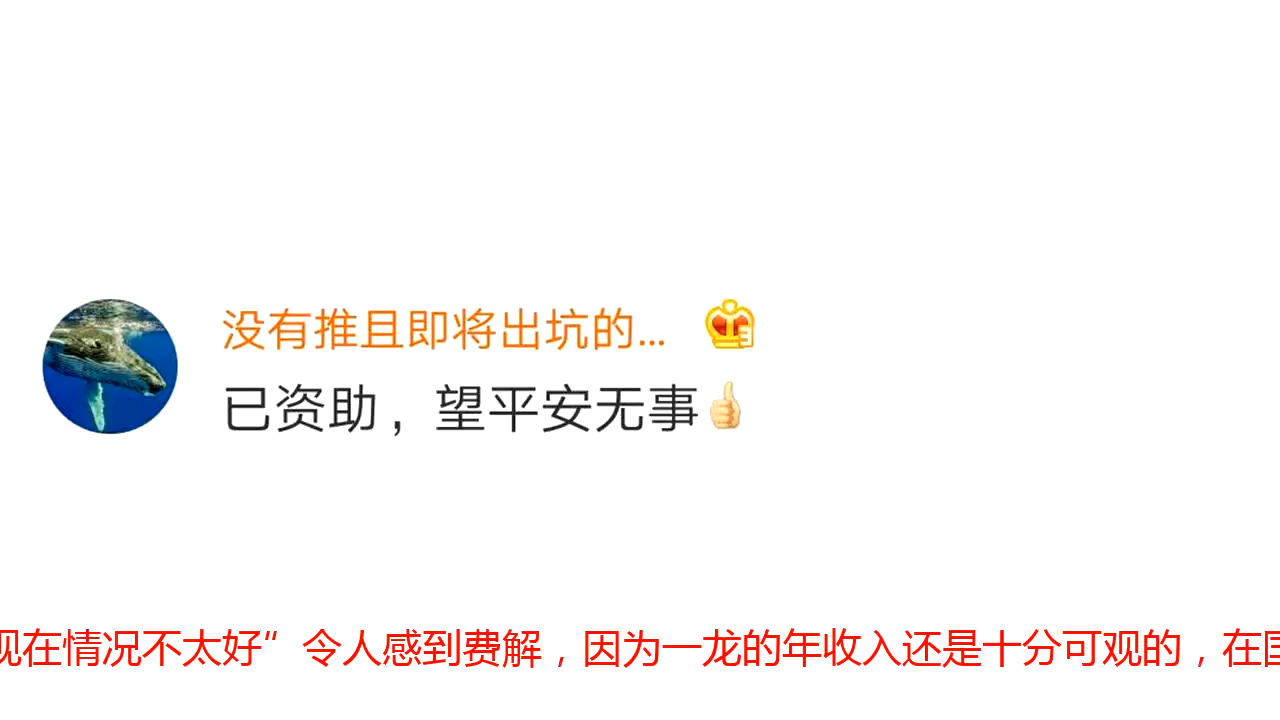 没有推且即将出坑的...
已资助，望平安无事
现在情况不太好”令人感到费解，因为一龙的年收入还是十分可观的，在国